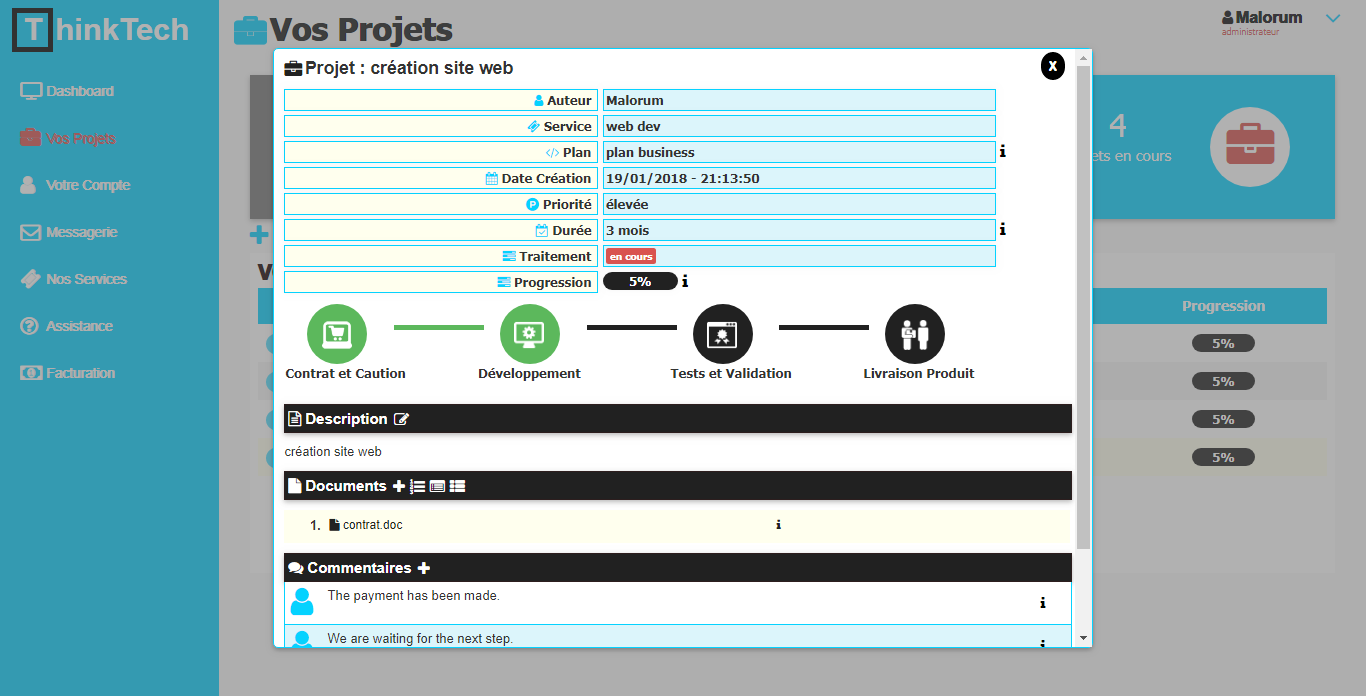 ThinkTech
Dashboard
Vos Projets
Votre Compte
Messagerie
Nos Services
Assistance
Facturation
Vos Projets
Malorum
administrateur
4
ets en cours
Projet : création site web
X
Auteur Malorum
Service web dev
Plan plan business
Date Création 19/01/2018 - 21:13:50
Priorité élevée
Durée 3 mois
Traitement en cours
Progression 5%
Contrat et Caution
Développement
Tests et Validation
Livraison Produit
Description
création site web
Documents
1. contrat.doc
Commentaires
The payment has been made.
We are waiting for the next step.
Progression
5%
5%
5%
5%